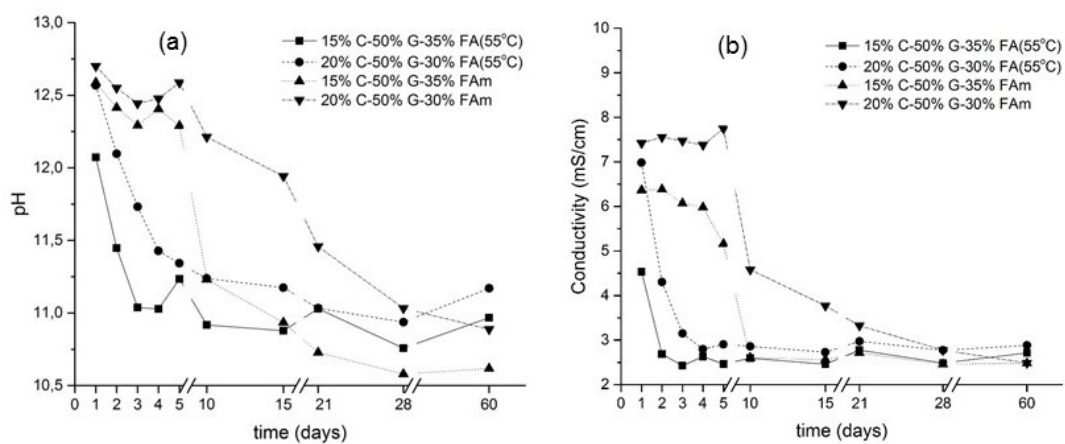 (a)
15% C-50% G-35% FA(55°C)
20% C-50% G-30% FA(55°C)
15% C-50% G-35% FAm
20% C-50% G-30% FAm
13,0
12,5
12,0
11,5
11,0
10,5
pH
0 1 2 3 4 5 10 15 21 28 60
time (days)
(b)
15% C-50% G-35% FA(55°C)
20% C-50% G-30% FA(55°C)
15% C-50% G-35% FAm
20% C-50% G-30% FAm
10
9
8
7
6
5
4
3
2
Conductivity (mS/cm)
0 1 2 3 4 5 10 15 21 28 60
time (days)